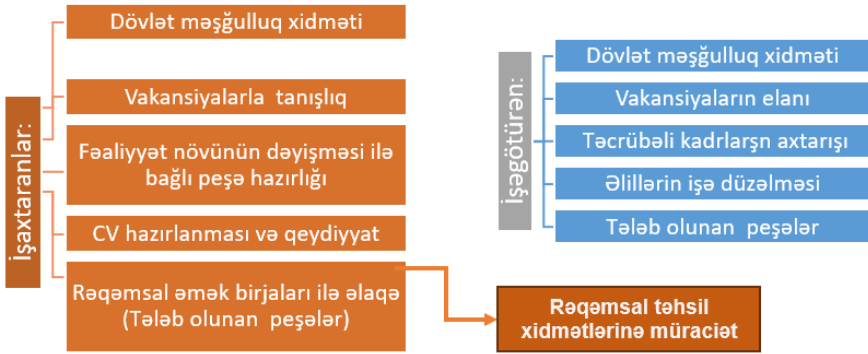 İşaxtaranlar:
Dövlət məşğulluq xidməti
Vakansiyalarla tanışlıq
Fəaliyyət növünün dəyişməsi ilə
bağlı peşə hazırlığı
CV hazırlanması və qeydiyyat
Rəqəmsal əmək birjaları ilə əlaqə
(Tələb olunan peşələr)
İşəgötürən:
Dövlət məşğulluq xidməti
Vakansiyaların elanı
Təcrübəli kadrlarşn axtarışı
Əlillərin işə düzəlməsi
Tələb olunan peşələr
Rəqəmsal təhsil
xidmətlərinə müraciət